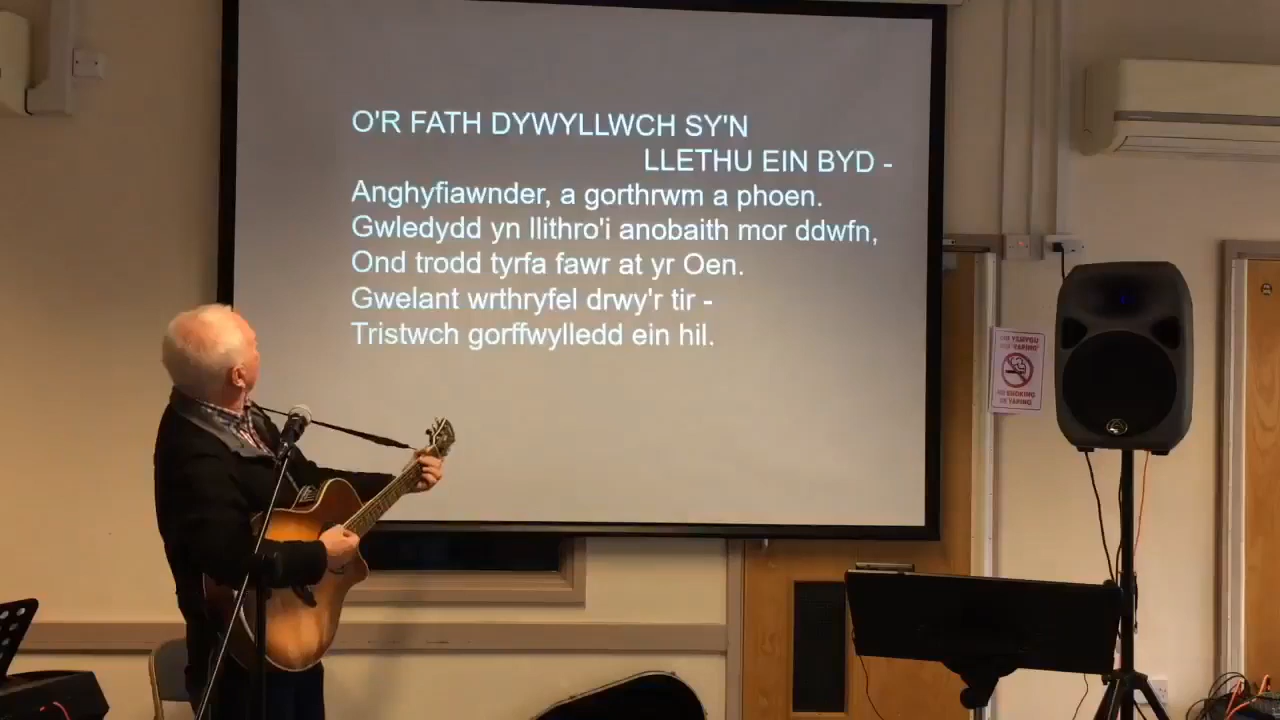 O'R FATH DYWYLLWCH SY'N
LLETHU EIN BYD -
Anghyfiawnder, a gorthrwm a phoen.
Gwledydd yn llithro'i anobaith mor ddwfn,
Ond trodd tyrfa fawr at yr Oen.
Gwelant wrthryfel drwy'r tir -
Tristwch gorffwylledd ein hil.
NO SMOKING
OR VAPING